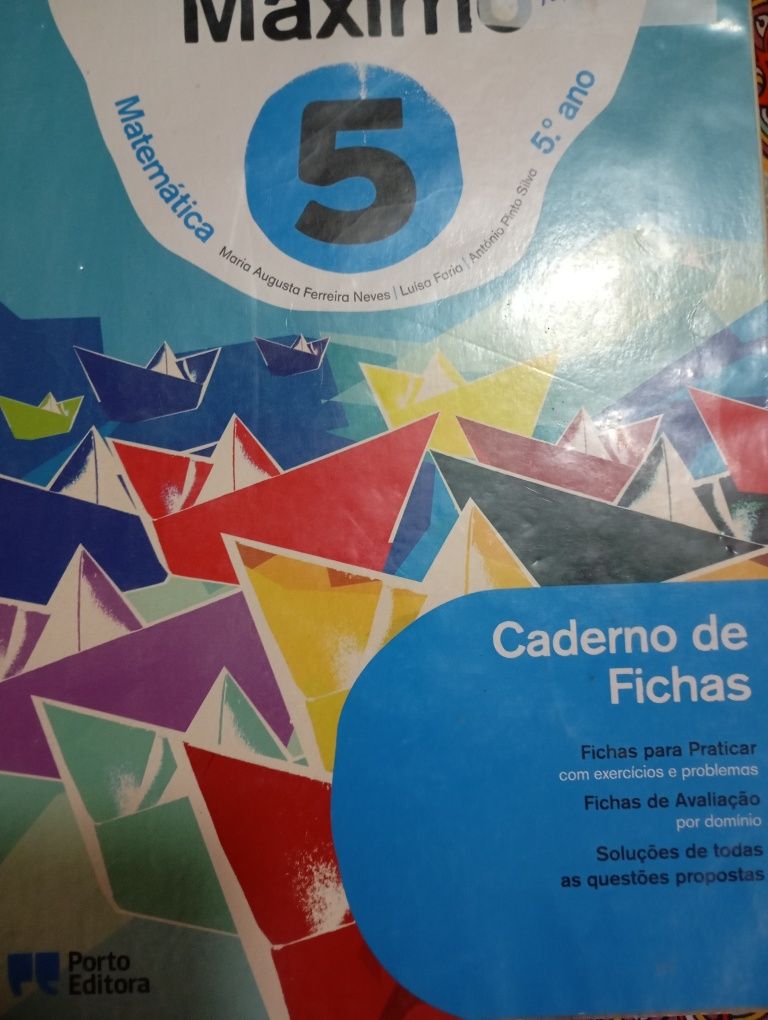 Máximo
5
Matemática
5.º ano
Maria Augusta Ferreira Neves | Luísa Faria | António Pinto Silva
Caderno de
Fichas
Fichas para Praticar
com exercícios e problemas
Fichas de Avaliação
por domínio
Soluções de todas
as questões propostas
Porto
Editora